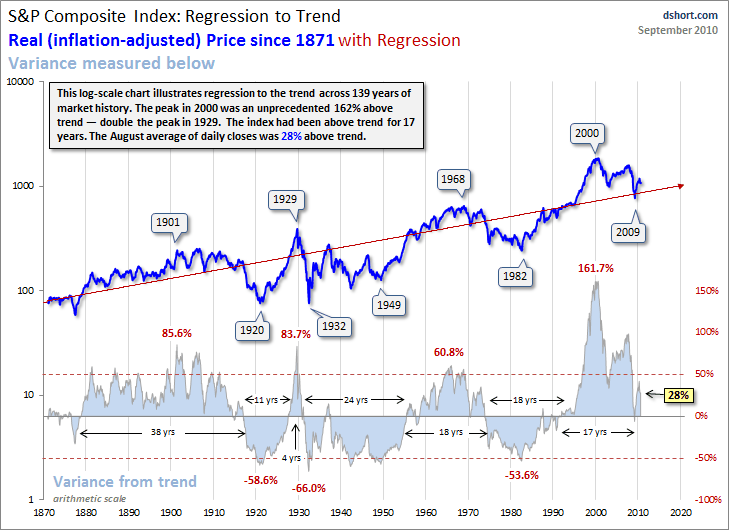 S&P Composite Index: Regression to Trend
dshort.com
September 2010
Real (inflation-adjusted) Price since 1871 with Regression
Variance measured below
This log-scale chart illustrates regression to the trend across 139 years of
market history. The peak in 2000 was an unprecedented 162% above
trend — double the peak in 1929. The index had been above trend for 17
years. The August average of daily closes was 28% above trend.
10000
1000
100
10
1
1901
1920
1929
1932
1949
1968
1982
2000
2009
150%
100%
50%
0%
-50%
-100%
85.6%
83.7%
60.8%
161.7%
28%
11 yrs
24 yrs
18 yrs
38 yrs
4 yrs
18 yrs
17 yrs
-58.6%
-66.0%
-53.6%
Variance from trend
arithmetic scale
1870 1880 1890 1900 1910 1920 1930 1940 1950 1960 1970 1980 1990 2000 2010 2020